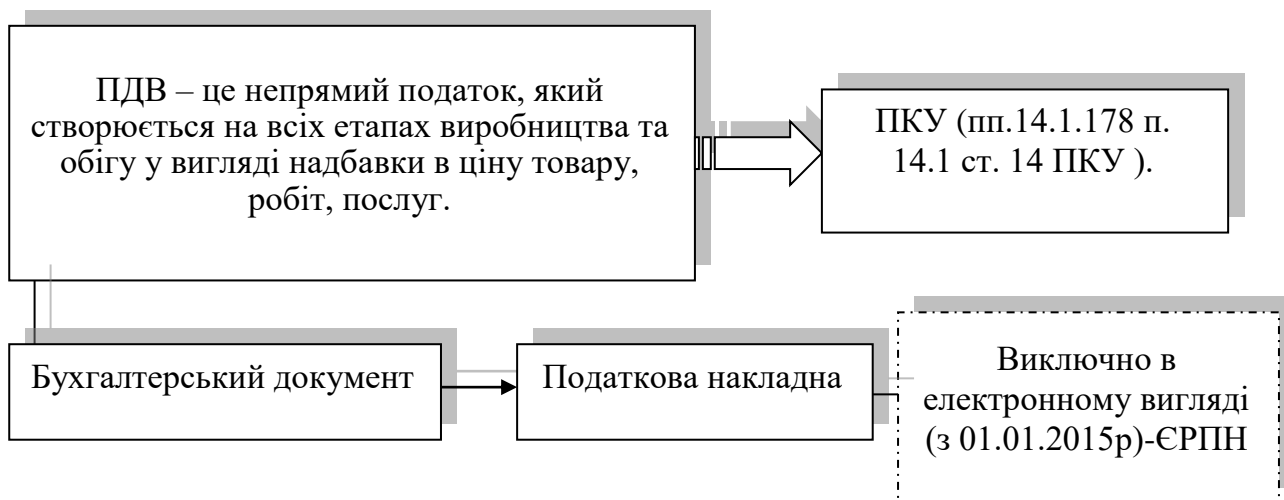 ПДВ – це непрямий податок, який
створюється на всіх етапах виробництва та
обігу у вигляді надбавки в ціну товару,
робіт, послуг.
ПКУ (пп.14.1.178 п.
14.1 ст. 14 ПКУ ).
Бухгалтерський документ
Податкова накладна
Виключно в
електронному вигляді
(з 01.01.2015р)-ЄРПН